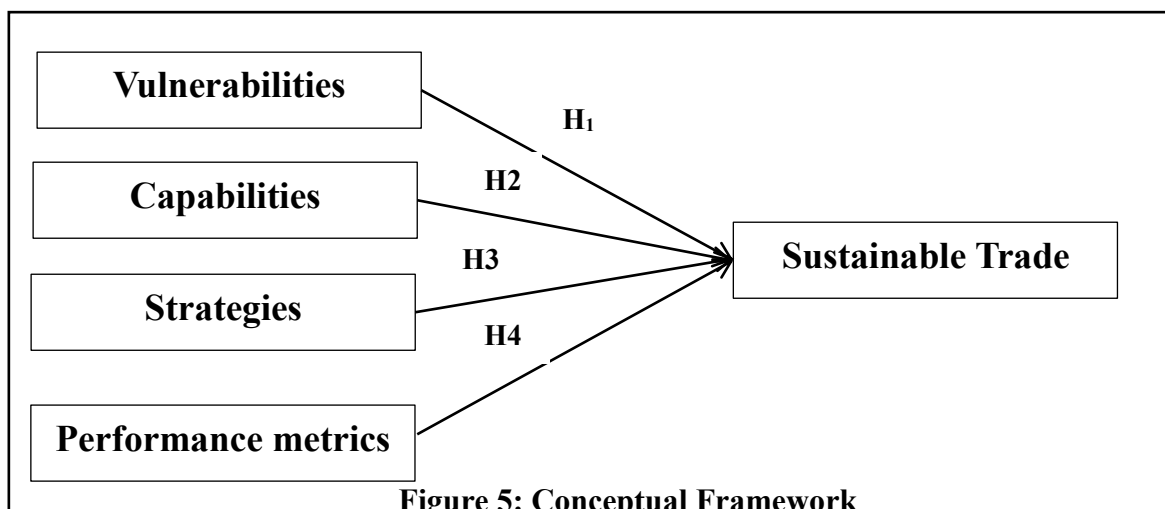 Vulnerabilities
H₁
Capabilities
H2
Sustainable Trade
H3
Strategies
H4
Performance metrics
Figure 5: Conceptual Framework